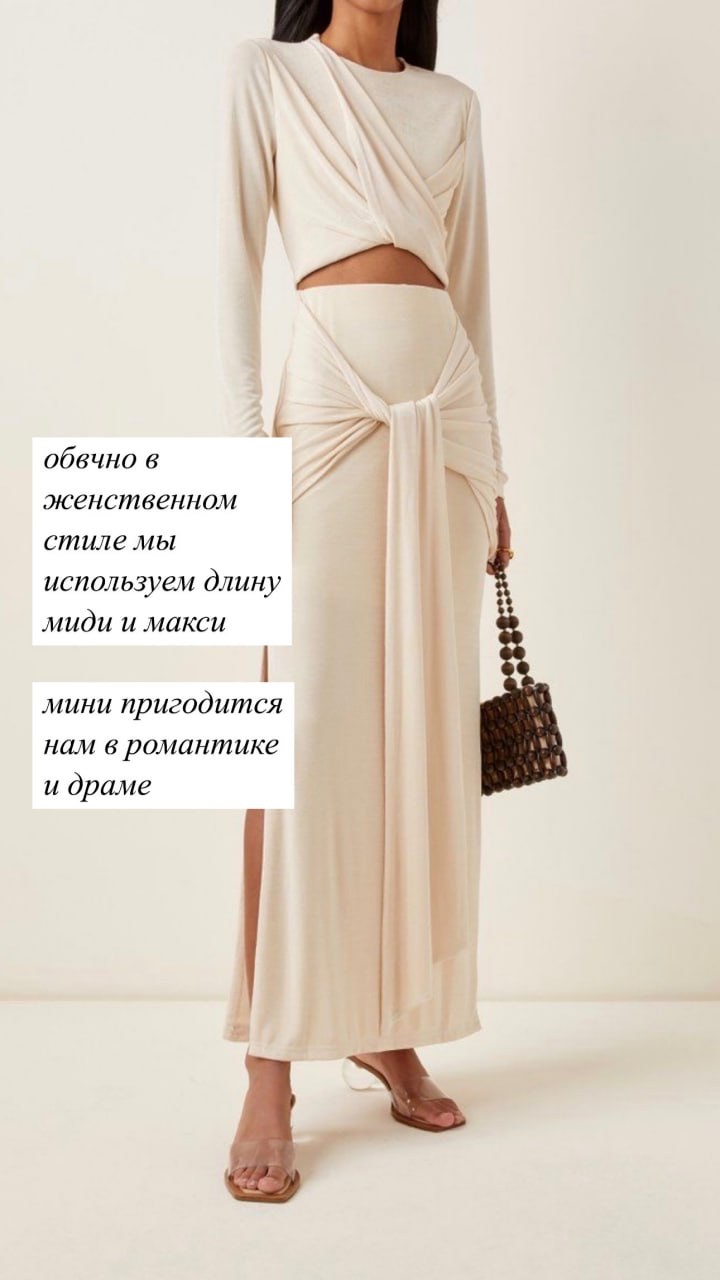 обвчно в
женственном
стиле мы
используем длину
миди и макси
мини пригодится
нам в романтике
и драме